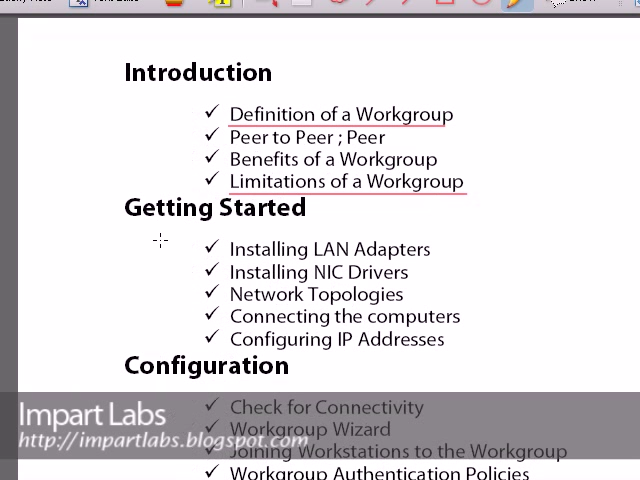 Introduction
✓ Definition of a Workgroup
✓ Peer to Peer ; Peer
✓ Benefits of a Workgroup
✓ Limitations of a Workgroup
Getting Started
✓ Installing LAN Adapters
✓ Installing NIC Drivers
✓ Network Topologies
✓ Connecting the computers
✓ Configuring IP Addresses
Configuration
✓ Check for Connectivity
✓ Workgroup Wizard
✓ Joining Workstations to the Workgroup
✓ Workgroup Authentication Policies
Impart Labs
http://impartlabs.blogspot.com